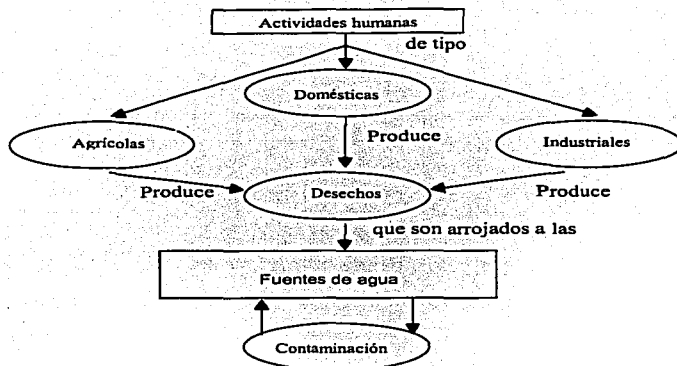 Actividades humanas
de tipo
Domésticas
Agrícolas
Produce
Industriales
Produce
Desechos
Produce
que son arrojados a las
Fuentes de agua
Contaminación